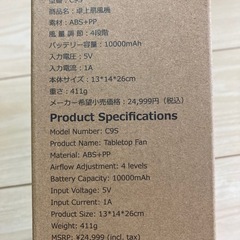 商品名：卓上扇風機
素材：ABS+PP
風量調節：4段階
バッテリー容量：10000mAh
入力電圧：5V
入力電流：1A
本体サイズ：13*14*26cm
重さ：411g
メーカー希望小売価格：24,999円（税込）
Product Specifications
Model Number: C9S
Product Name: Tabletop Fan
Material: ABS+PP
Airflow Adjustment: 4 levels
Battery Capacity: 10000mAh
Input Voltage: 5V
Input Current: 1A
Product Size: 13*14*26cm
Weight: 411g
MSRP: ¥24,999 (incl. tax)